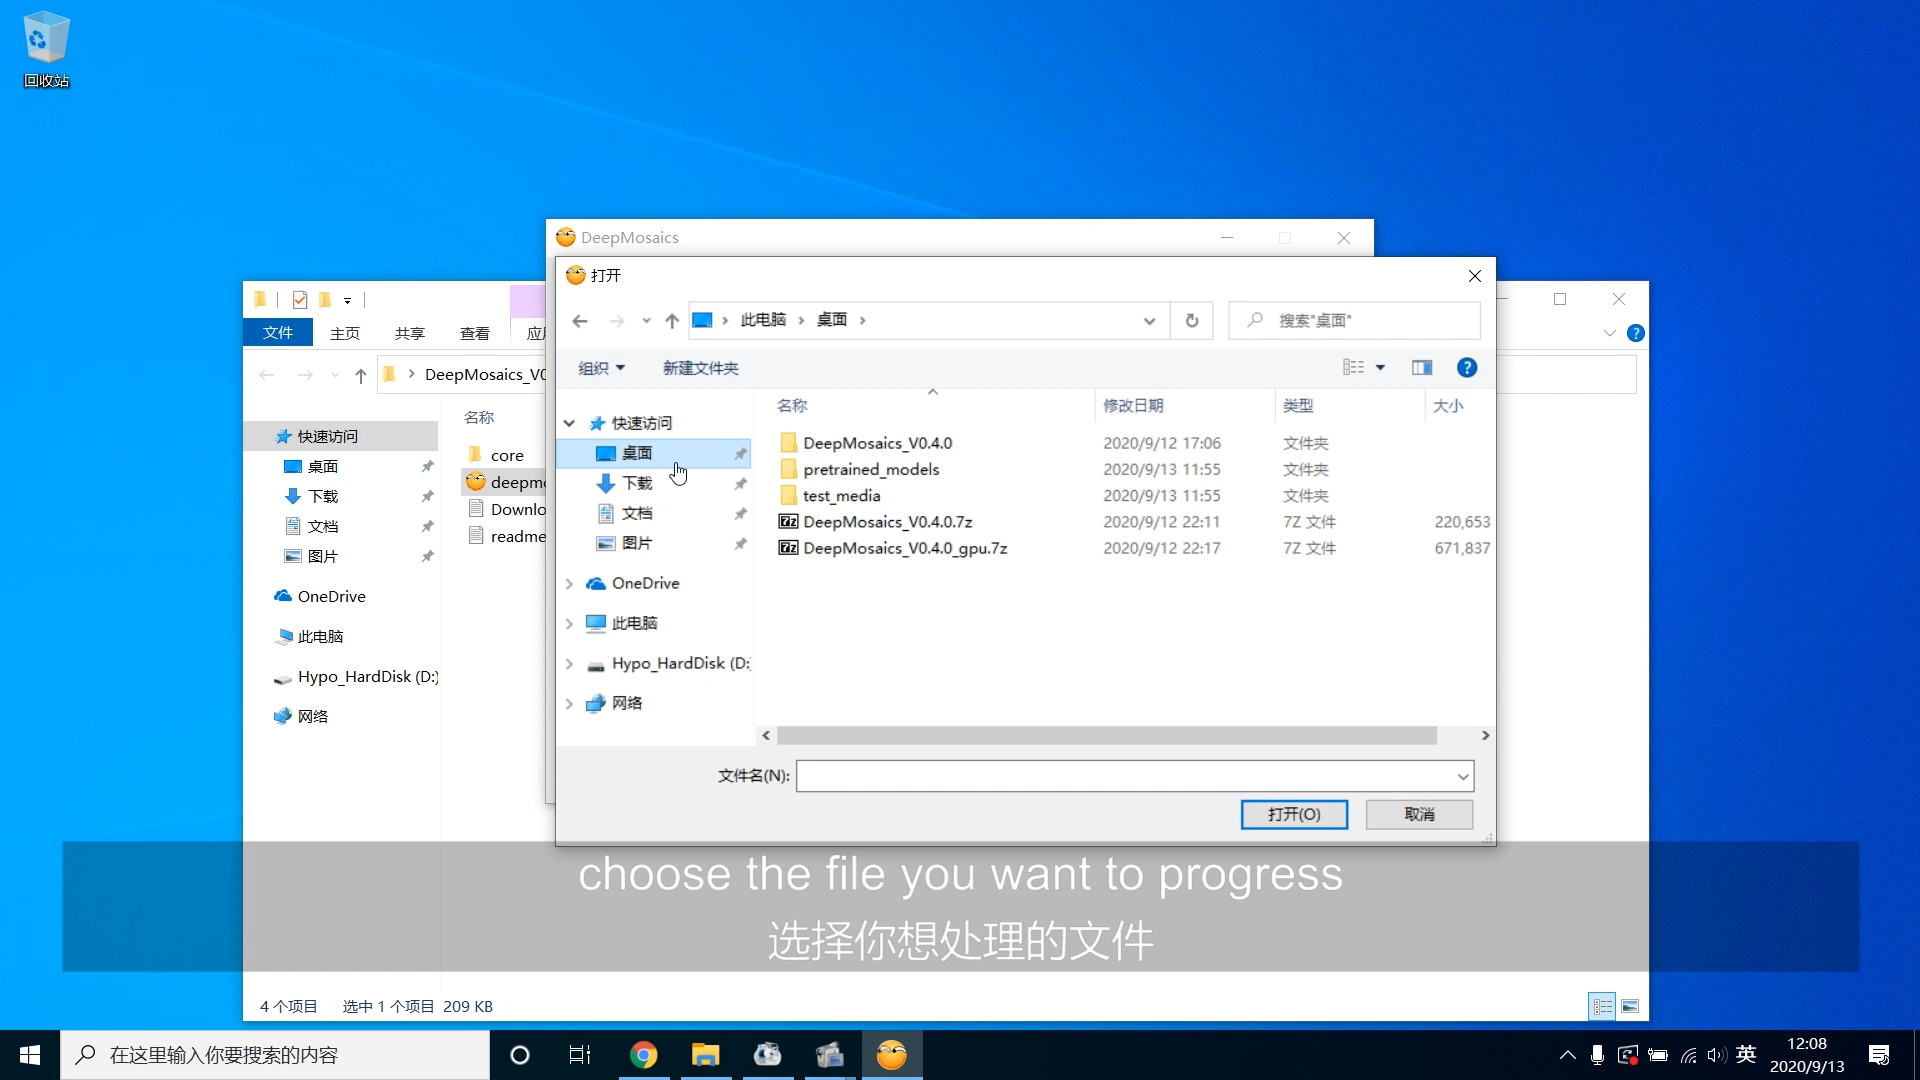 回收站
DeepMosaics
打开
此电脑
桌面
搜索"桌面"
文件
主页
共享
查看
组织
新建文件夹
DeepMosaics_V0
名称
修改日期
类型
大小
名称
快速访问
快速访问
DeepMosaics_V0.4.0
2020/9/12 17:06
文件夹
core
桌面
pretrained_models
2020/9/13 11:55
文件夹
桌面
deepm
下载
test_media
2020/9/13 11:55
文件夹
下载
Downlo
文档
DeepMosaics_V0.4.0.7z
2020/9/12 22:11
7Z 文件
220,653
文档
readme
图片
DeepMosaics_V0.4.0_gpu.7z
2020/9/12 22:17
7Z 文件
671,837
图片
OneDrive
OneDrive
此电脑
此电脑
Hypo_HardDisk (D:
Hypo_HardDisk (D:)
网络
网络
文件名(N):
打开(O)
取消
choose the file you want to progress
选择你想处理的文件
4 个项目
选中 1 个项目 209 KB
在这里输入你要搜索的内容
英
12:08
2020/9/13